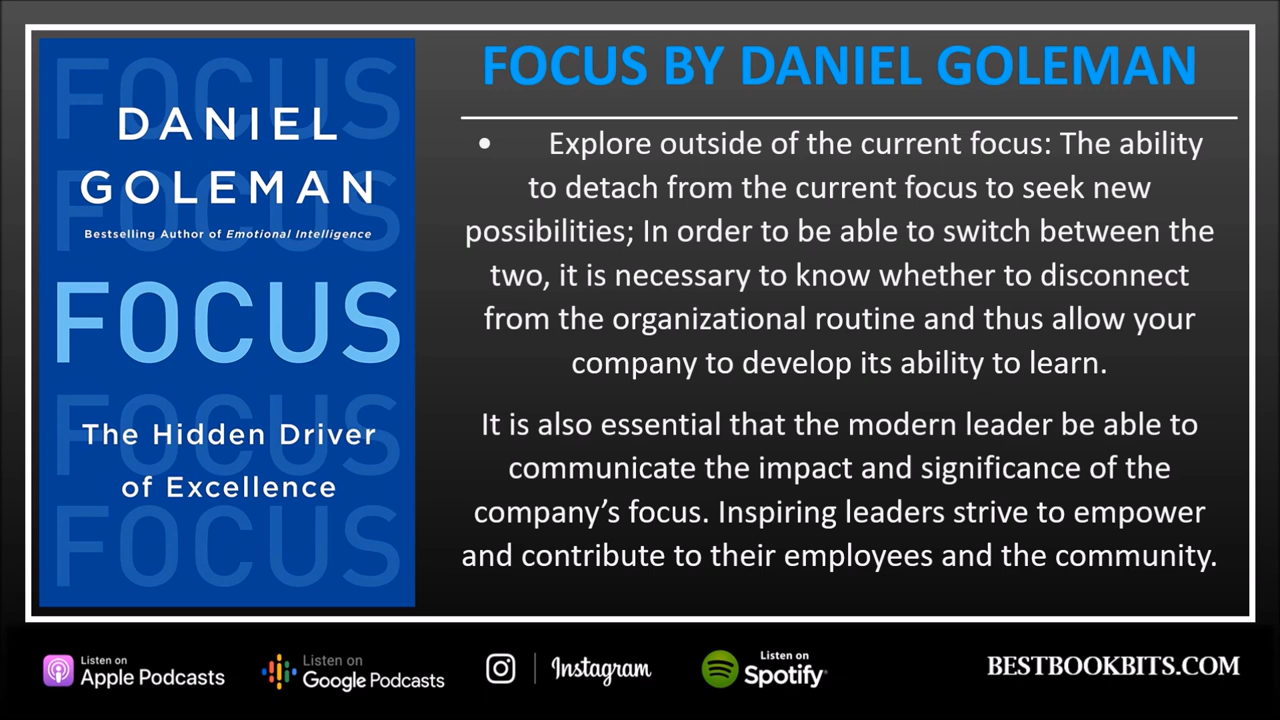 FOCUS
DANIEL
FOCUS
GOLEMAN
Bestselling Author of Emotional Intelligence
FOCUS
FOCUS
The Hidden Driver
of Excellence
FOCUS
FOCUS BY DANIEL GOLEMAN
• Explore outside of the current focus: The ability
to detach from the current focus to seek new
possibilities; In order to be able to switch between the
two, it is necessary to know whether to disconnect
from the organizational routine and thus allow your
company to develop its ability to learn.
It is also essential that the modern leader be able to
communicate the impact and significance of the
company’s focus. Inspiring leaders strive to empower
and contribute to their employees and the community.
Listen on
Apple Podcasts
Listen on
Google Podcasts
Instagram
Listen on
Spotify
BESTBOOKBITS.COM